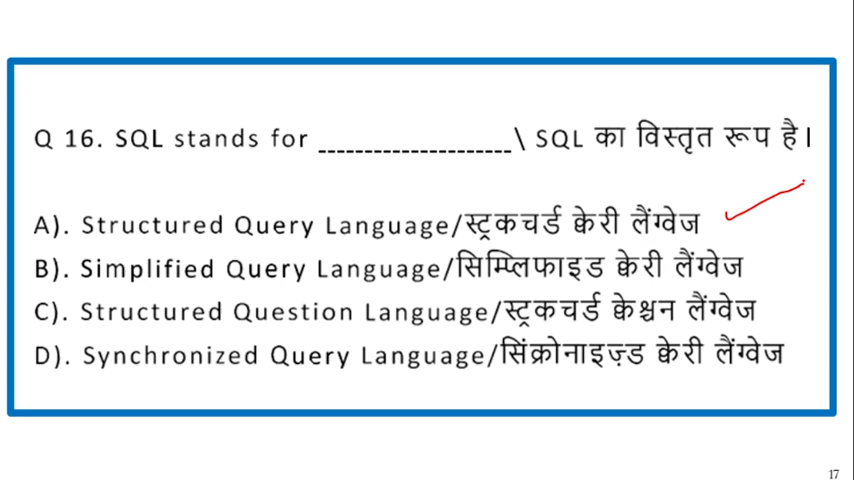 Q 16. SQL stands for _____________________\ SQL का विस्तृत रूप है।
A). Structured Query Language/स्ट्रकचर्ड क्वेरी लैंग्वेज
B). Simplified Query Language/सिम्प्लिफाइड क्वेरी लैंग्वेज
C). Structured Question Language/स्ट्रकचर्ड क्वेश्चन लैंग्वेज
D). Synchronized Query Language/सिंक्रोनाइज़्ड क्वेरी लैंग्वेज
17